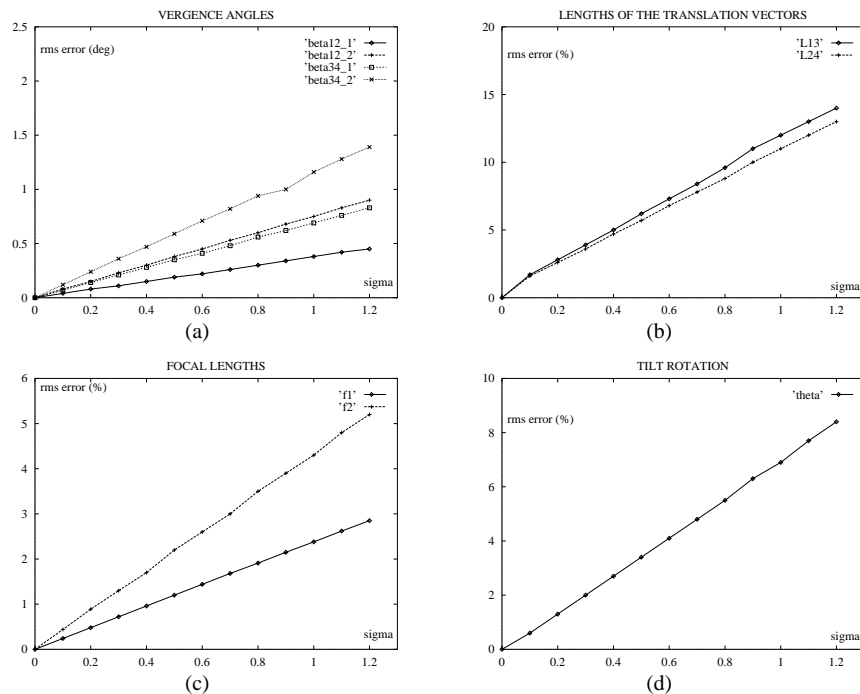 VERGENCE ANGLES
rms error (deg)
'beta12_1'
'beta12_2'
'beta34_1'
'beta34_2'
2.5
2
1.5
1
0.5
0
sigma
0 0.2 0.4 0.6 0.8 1 1.2
(a)
LENGTHS OF THE TRANSLATION VECTORS
rms error (%)
'L13'
'L24'
20
15
10
5
0
sigma
0 0.2 0.4 0.6 0.8 1 1.2
(b)
FOCAL LENGTHS
rms error (%)
'f1'
'f2'
6
5
4
3
2
1
0
sigma
0 0.2 0.4 0.6 0.8 1 1.2
(c)
TILT ROTATION
rms error (%)
'theta'
10
8
6
4
2
0
sigma
0 0.2 0.4 0.6 0.8 1 1.2
(d)